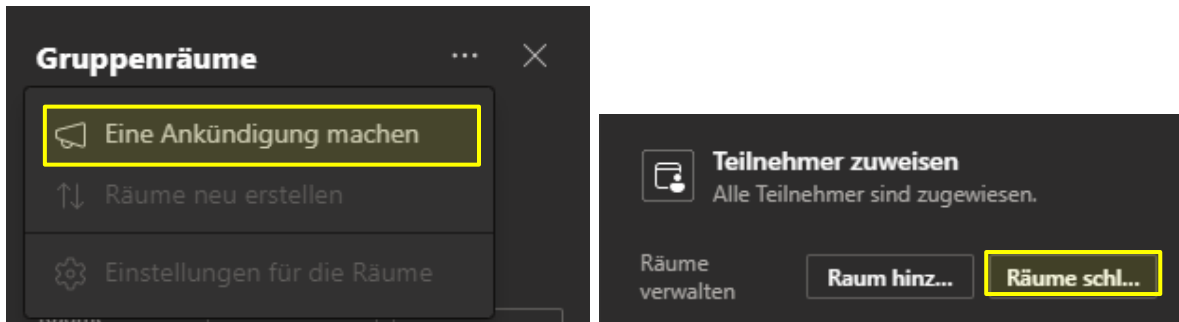 Gruppenräume
Eine Ankündigung machen
Räume neu erstellen
Einstellungen für die Räume
Teilnehmer zuweisen
Alle Teilnehmer sind zugewiesen.
Räume
verwalten
Raum hinz...
Räume schl...